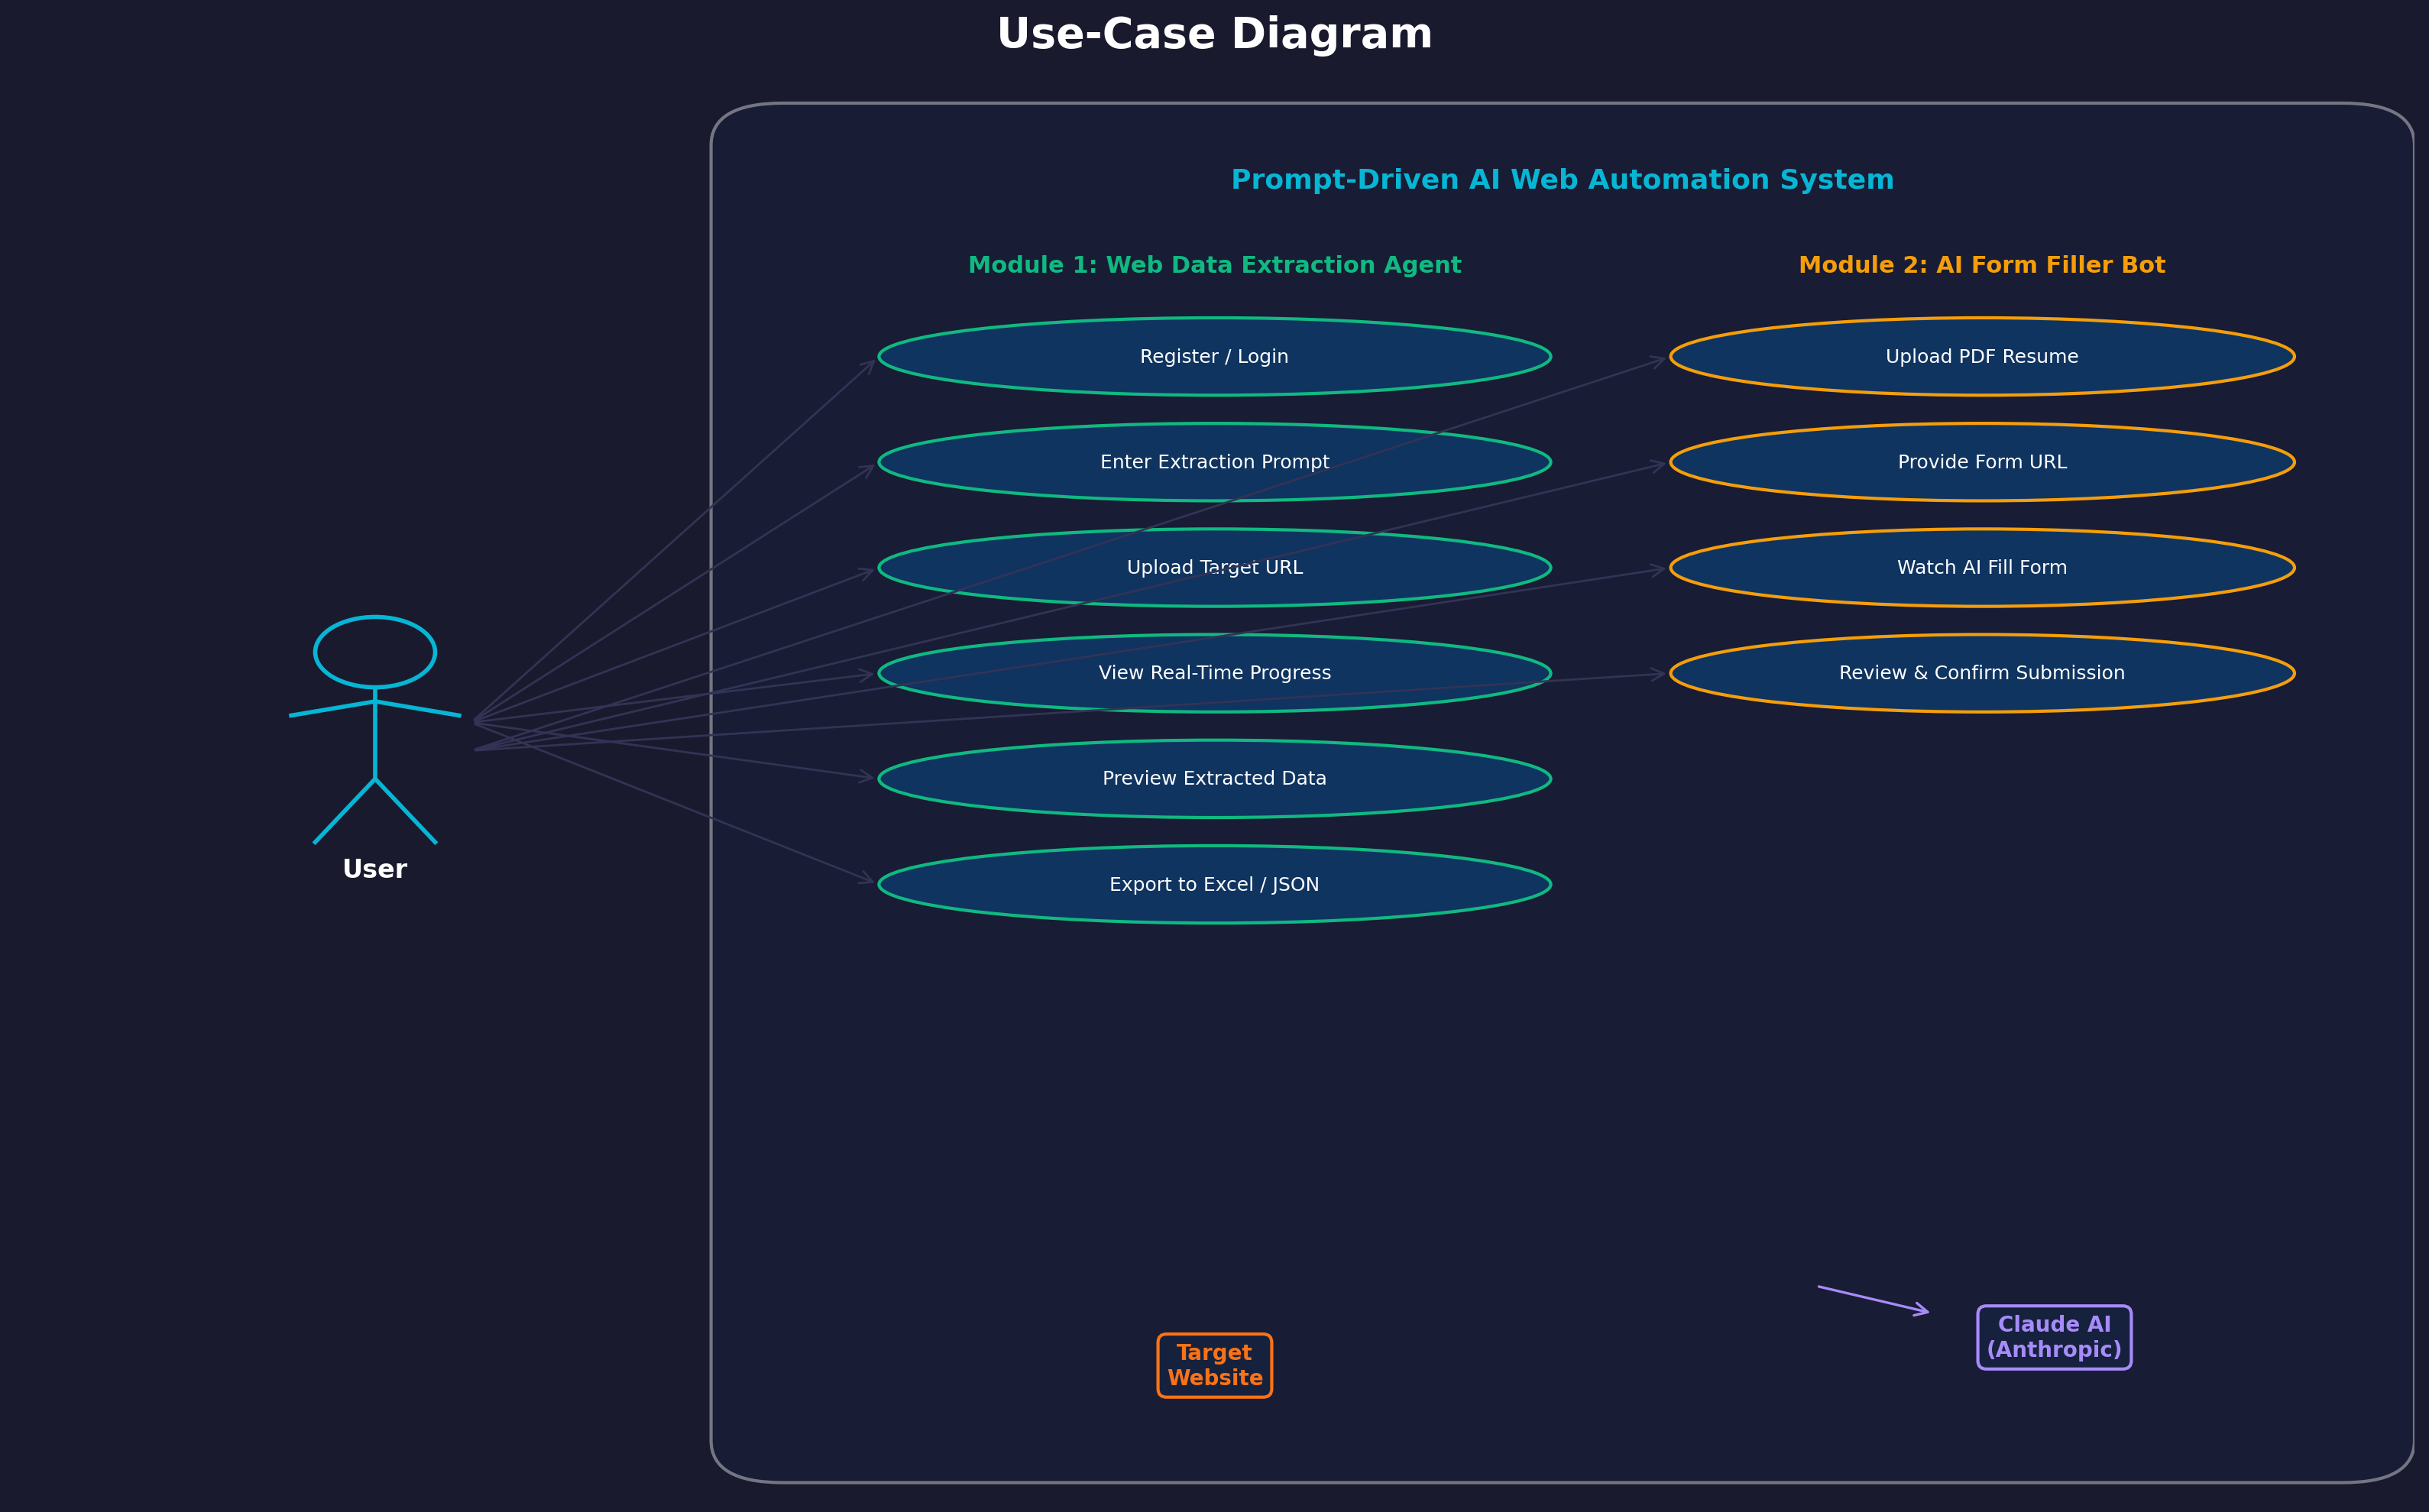 Use-Case Diagram
Prompt-Driven AI Web Automation System
Module 1: Web Data Extraction Agent
Module 2: AI Form Filler Bot
Register / Login
Upload PDF Resume
Enter Extraction Prompt
Provide Form URL
Upload Target URL
Watch AI Fill Form
View Real-Time Progress
Review & Confirm Submission
Preview Extracted Data
User
Export to Excel / JSON
Target
Website
Claude AI
(Anthropic)